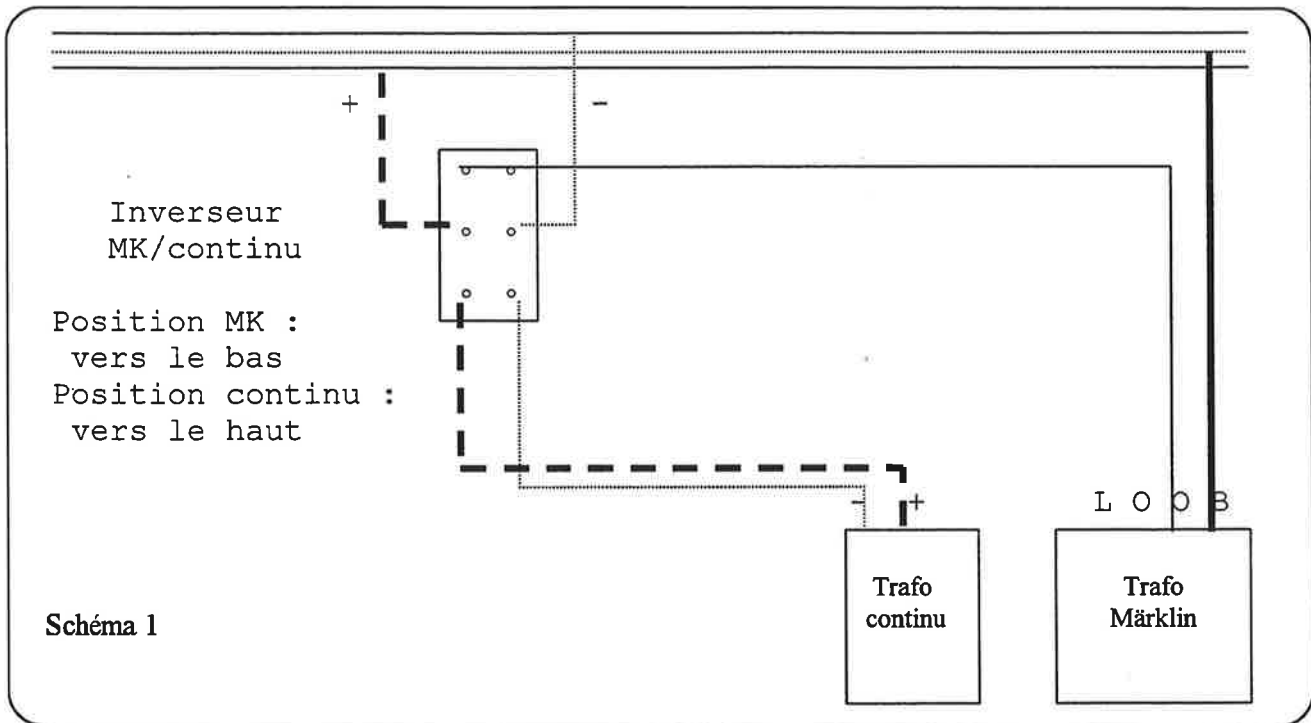 +
-
Inverseur
MK/continu
Position MK :
vers le bas
Position continu :
vers le haut
- +
L O O B
Trafo
continu
Trafo
Märklin
Schéma 1